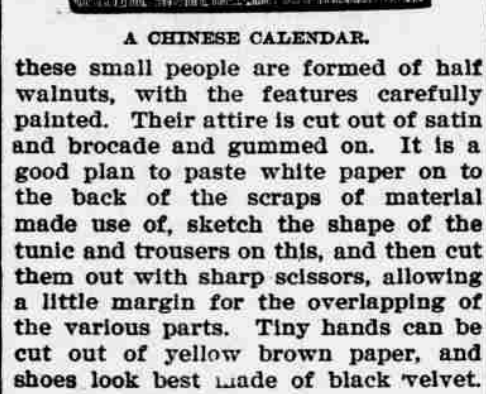 A CHINESE CALENDAR.
these small people are formed of half
walnuts, with the features carefully
painted. Their attire is cut out of satin
and brocade and gummed on. It is a
good plan to paste white paper on to
the back of the scraps of material
made use of, sketch the shape of the
tunic and trousers on this, and then cut
them out with sharp scissors, allowing
a little margin for the overlapping of
the various parts. Tiny hands can be
cut out of yellow brown paper, and
shoes look best made of black velvet.